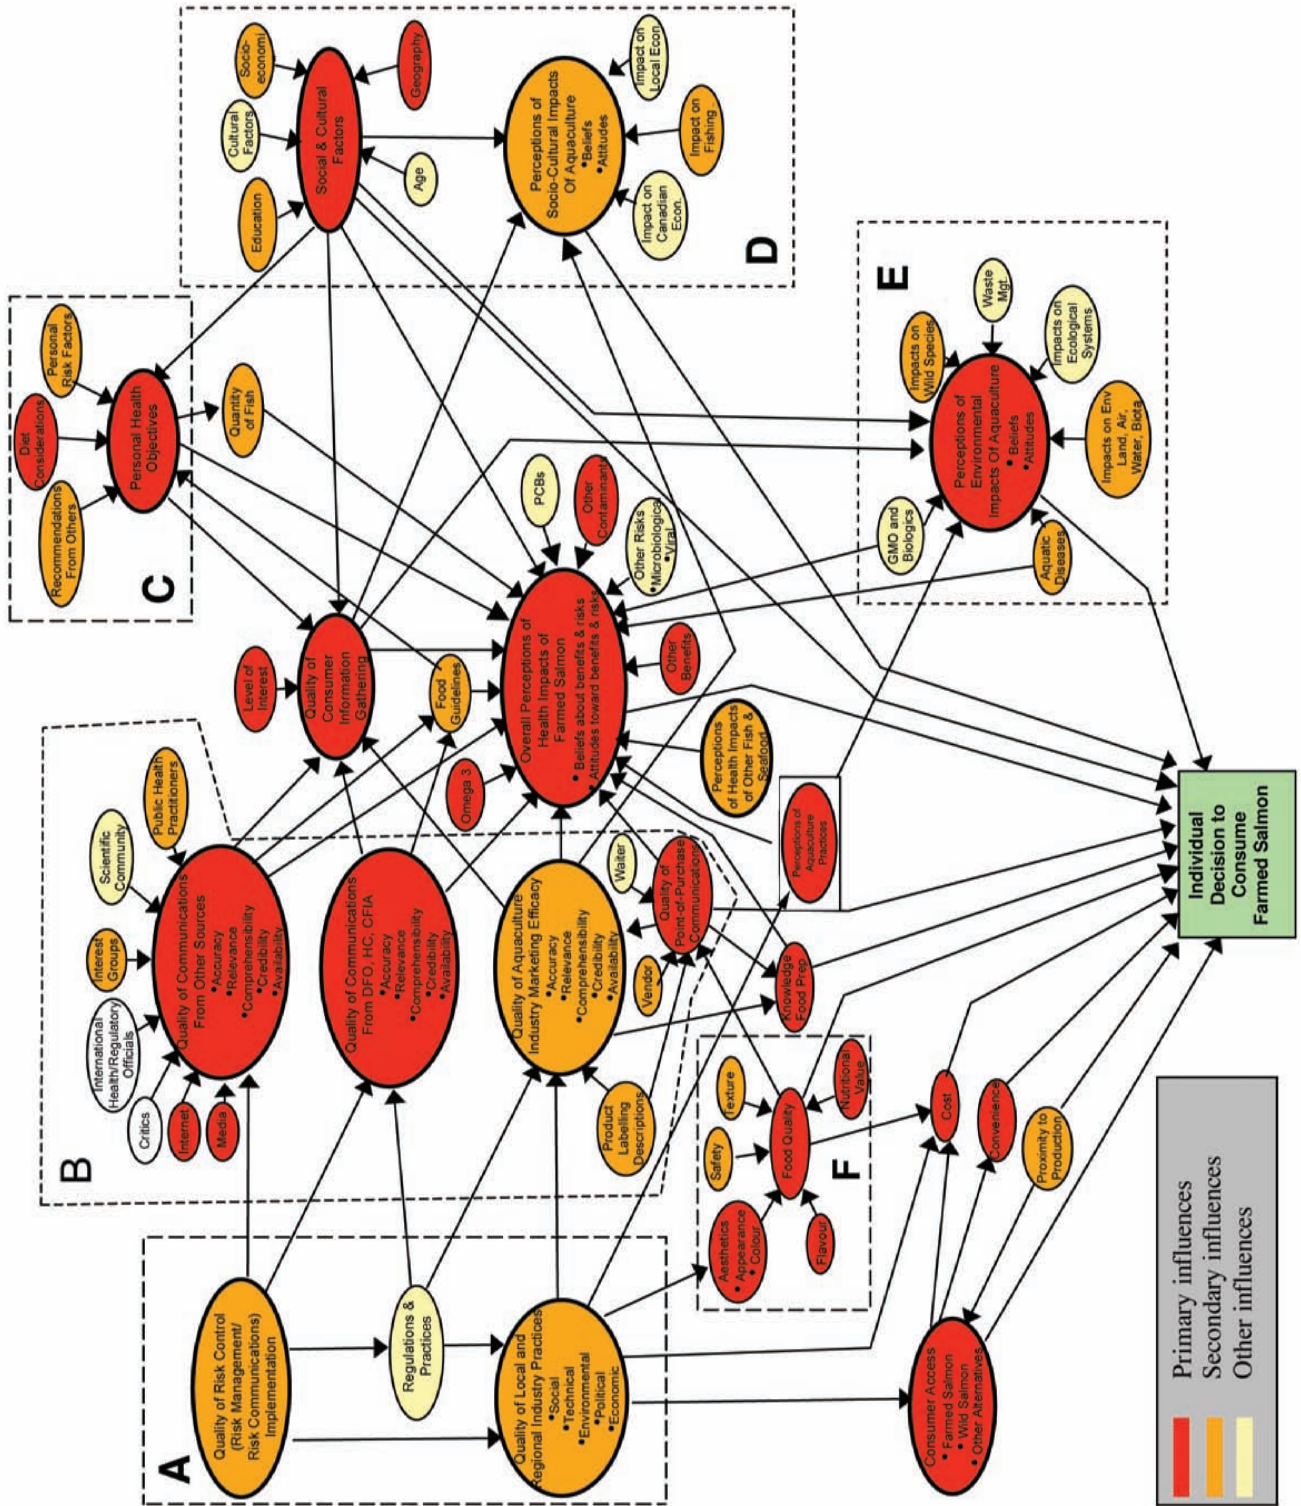 A
Quality of Risk Control
(Risk Management/
Risk Communications)
Implementation
Regulations &
Practices
Quality of Local and
Regional Industry Practices
•Social
•Technical
•Environmental
•Political
•Economic
B
Critics
International
Health/Regulatory
Officials
Interest
Groups
Scientific
Community
Public Health
Practitioners
Internet
Media
Quality of Communications
From Other Sources
•Accuracy
•Relevance
•Comprehensibility
•Credibility
•Availability
Quality of Communications
From DFO, HC, CFIA
•Accuracy
•Relevance
•Comprehensibility
•Credibility
•Availability
Quality of Aquaculture
Industry Marketing Efficacy
•Accuracy
•Relevance
•Comprehensibility
•Credibility
•Availability
Product
Labelling
Descriptions
Vendor
Waiter
Quality of
Point-of-Purchase
Communications
C
Recommendations
From Others
Diet
Considerations
Personal
Risk Factors
Personal Health
Objectives
Quantity
of Fish
Level of
Interest
Quality of
Consumer
Information
Gathering
Food
Guidelines
Omega 3
Overall Perceptions of
Health Impacts of
Farmed Salmon
• Beliefs about benefits & risks
•Attitudes toward benefits & risks
PCBs
Other
Contaminants
Other Risks
•Microbiological
•Viral
Other
Benefits
Perceptions
of Health Impacts
of Other Fish &
Seafood
Perceptions of
Aquaculture
Practices
Knowledge
Food Prep
D
Education
Cultural
Factors
Socio-
economi
Social & Cultural
Factors
Geography
Age
Perceptions of
Socio-Cultural Impacts
Of Aquaculture
•Beliefs
•Attitudes
Impact on
Canadian
Econ.
Impact on
Fishing
Impact on
Local Econ
E
GMO and
Biologics
Impacts on
Wild Species
Waste
Mgt.
Impacts on
Ecological
Systems
Perceptions of
Environmental
Impacts Of Aquaculture
• Beliefs
•Attitudes
Aquatic
Diseases
Impacts on Env
Land, Air,
Water, Biota
F
Aesthetics
• Appearance
• Colour
Safety
Texture
Food Quality
Flavour
Nutritional
Value
Cost
Convenience
Proximity to
Production
Consumer Access
• Farmed Salmon
• Wild Salmon
• Other Alternatives
Individual
Decision to
Consume
Farmed Salmon
Primary influences
Secondary influences
Other influences